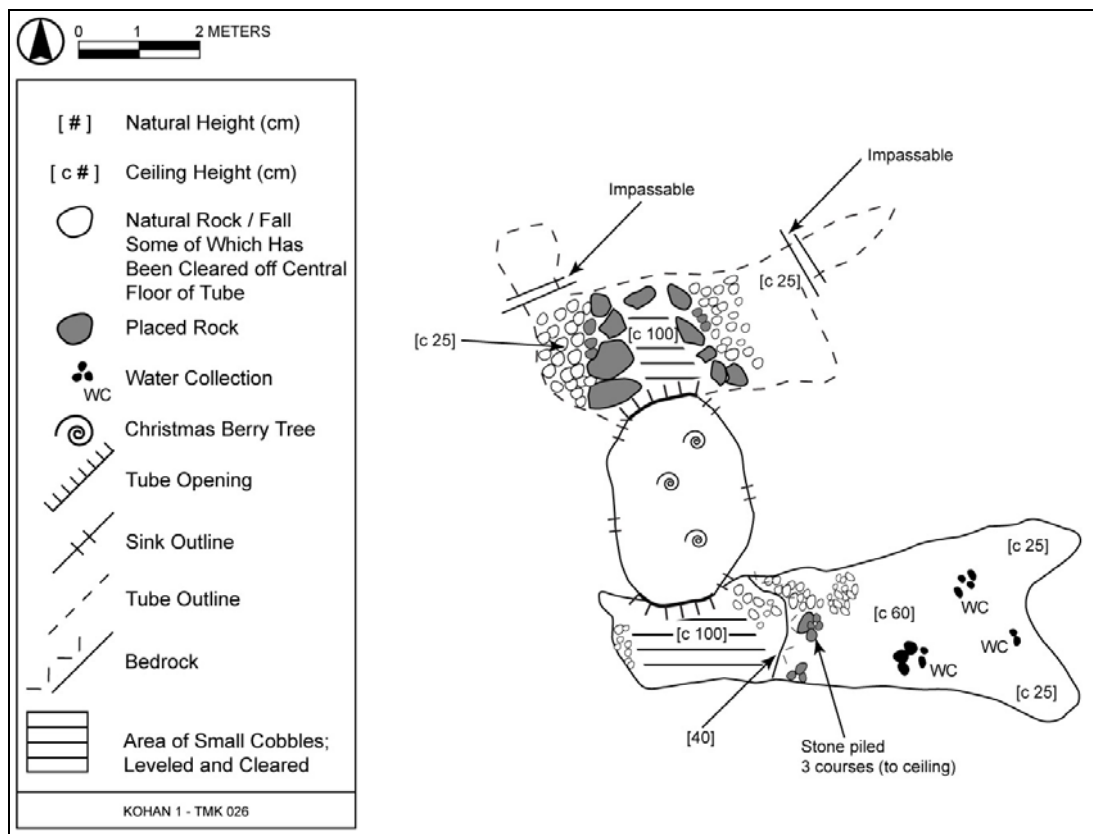 0 1 2 METERS
[ # ] Natural Height (cm)
[ c # ] Ceiling Height (cm)
Natural Rock / Fall
Some of Which Has
Been Cleared off Central
Floor of Tube
Placed Rock
WC
Water Collection
Christmas Berry Tree
Tube Opening
Sink Outline
Tube Outline
Bedrock
Area of Small Cobbles;
Leveled and Cleared
KOHAN 1 - TMK 026
Impassable
Impassable
[c 25]
[c 25]
[c 100]
[c 25]
[c 60]
WC
[c 100]
WC
WC
[c 25]
[40]
Stone piled
3 courses (to ceiling)